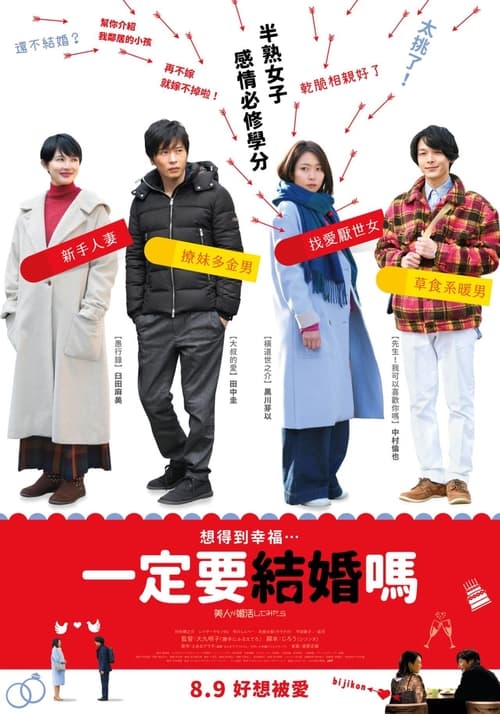 還不結婚？
幫你介紹
我鄰居的小孩
再不嫁
就嫁不掉啦！
半熟女子
感情必修學分
乾脆相親好了
太挑了！
新手人妻
撩妹多金男
找愛厭世女
草食系暖男
【愚行錄】臼田麻美
【大叔的愛】田中圭
【橫道世之介】黑川芽以
【先生！我可以喜歡你嗎】中村倫也
想得到幸福…
一定要結婚嗎
美人が婚活してみたら
8.9 好想被愛
bijikon